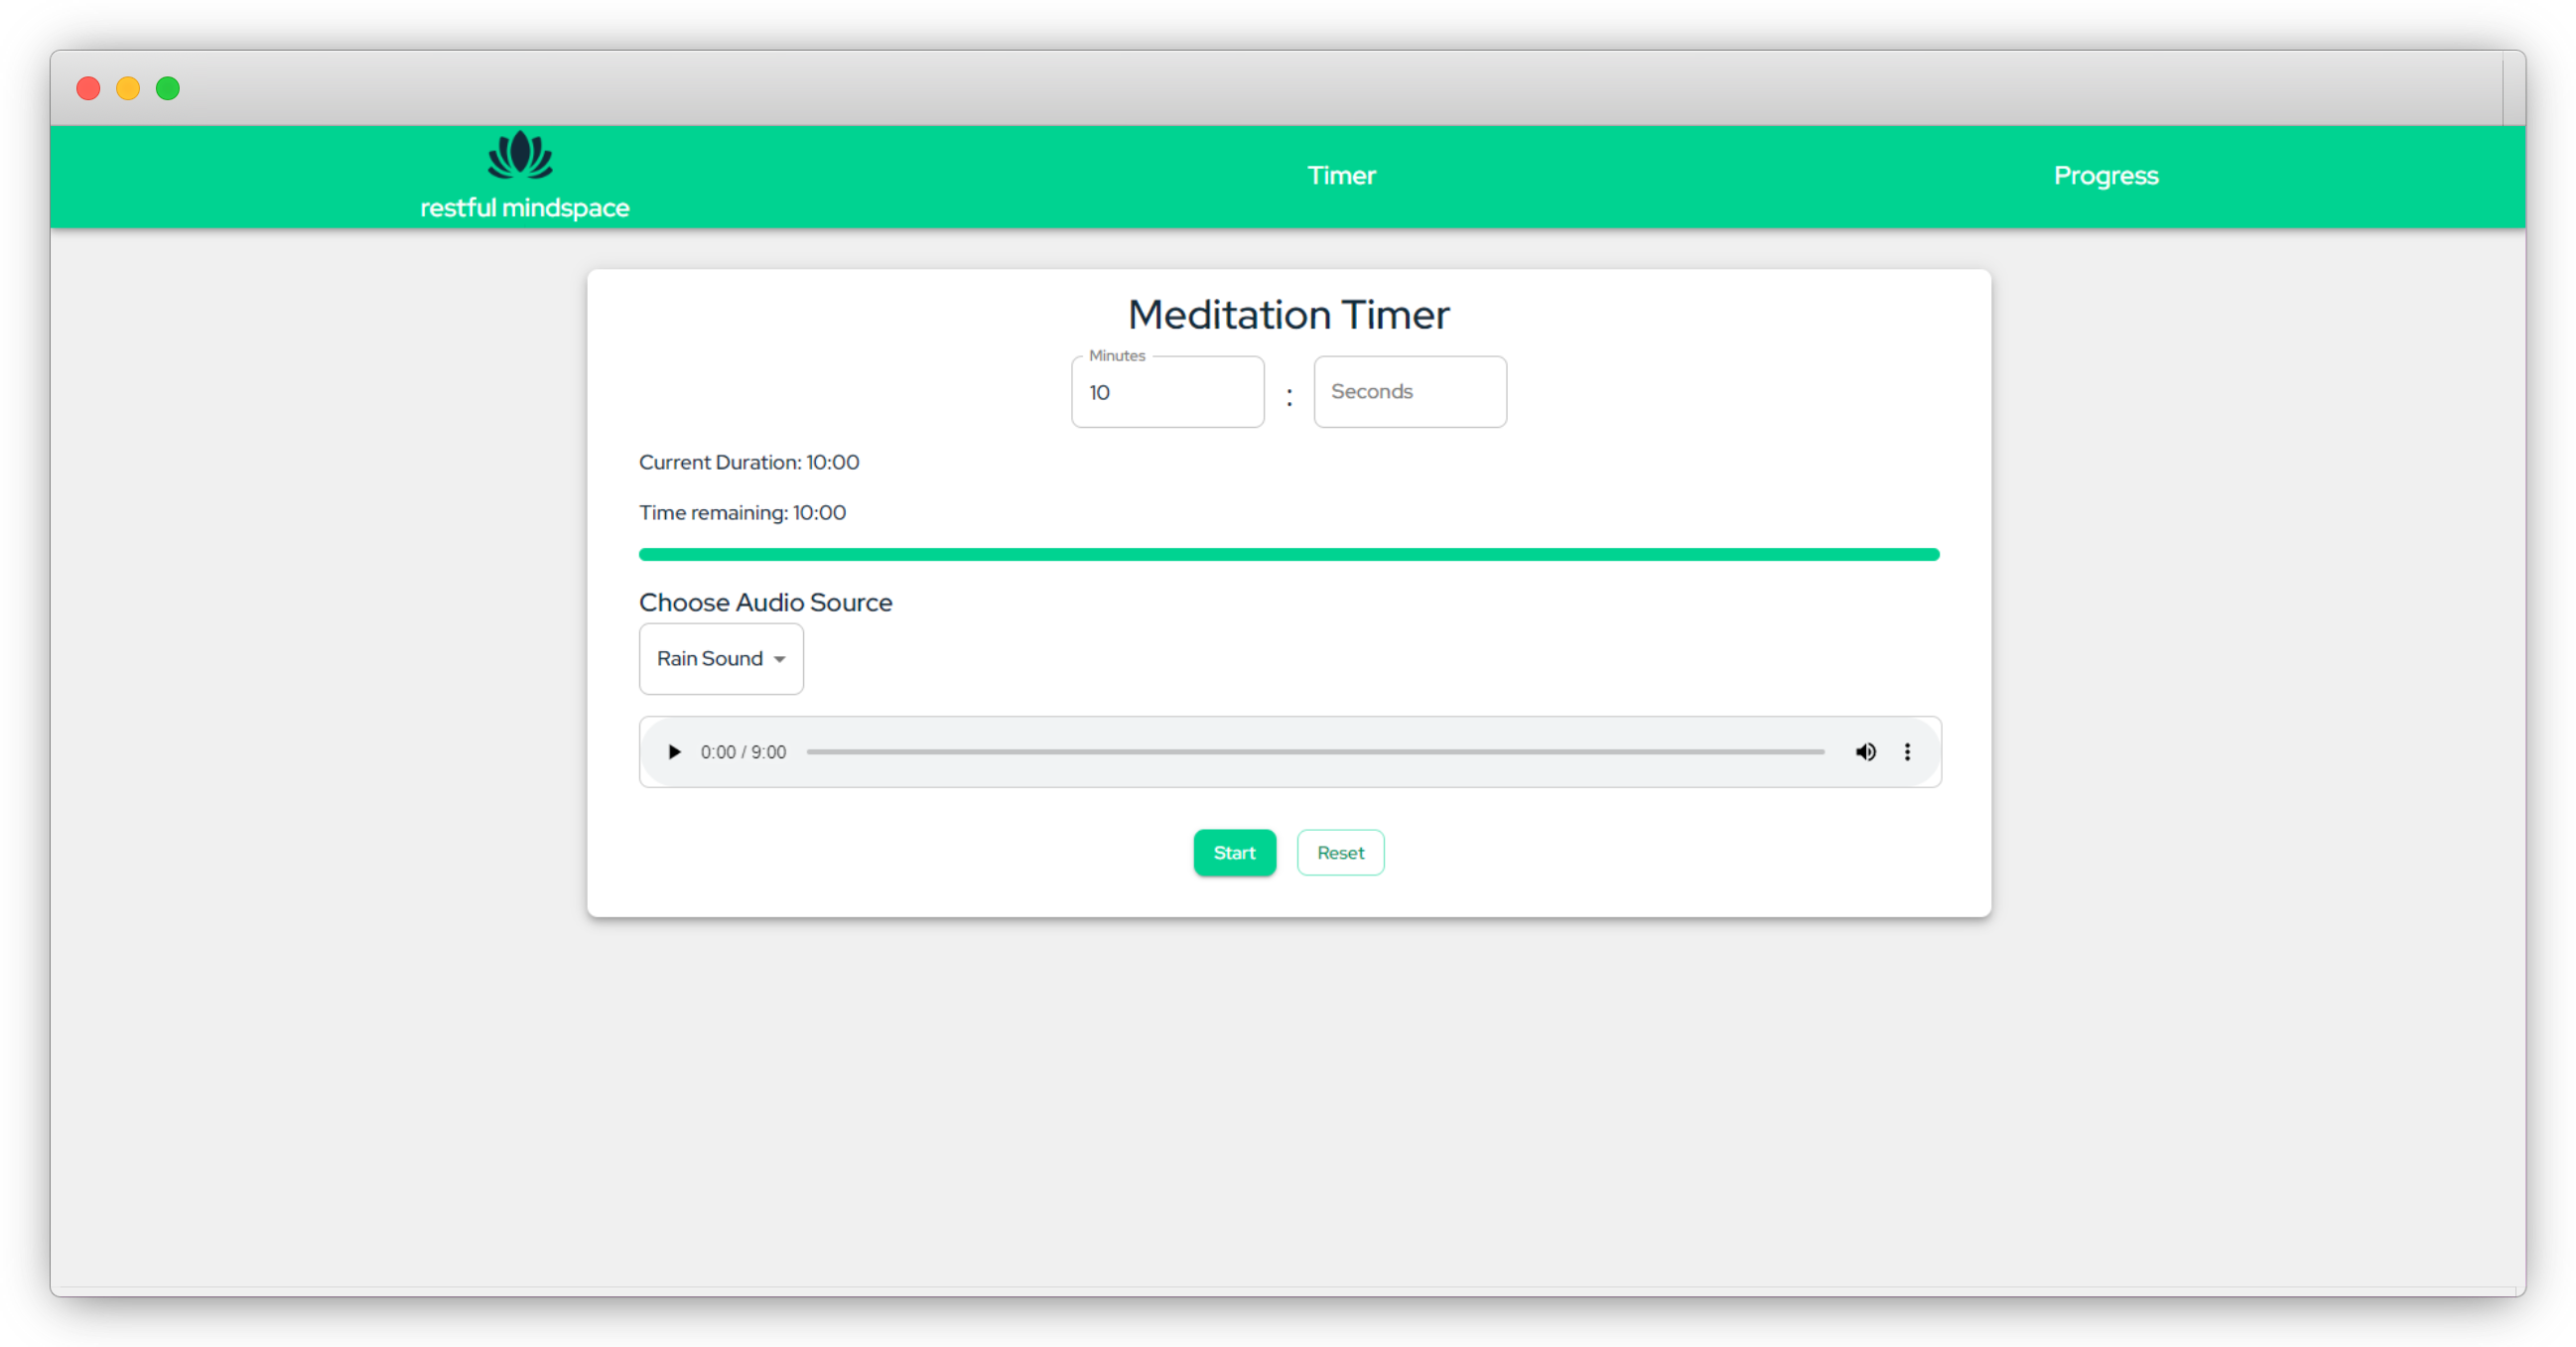 restful mindspace
Timer
Progress
Meditation Timer
Minutes
10
:
Seconds
Current Duration: 10:00
Time remaining: 10:00
Choose Audio Source
Rain Sound
0:00 / 9:00
Start
Reset